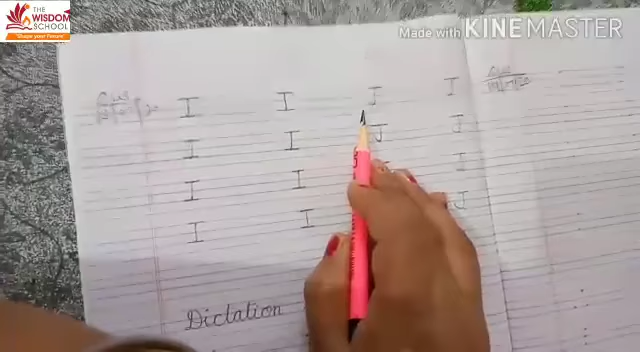 THE
WISDOM
SCHOOL
"Shape your Future"
Made with KINEMASTER
I I J I
I I J J
I I I
I I J
Dictation